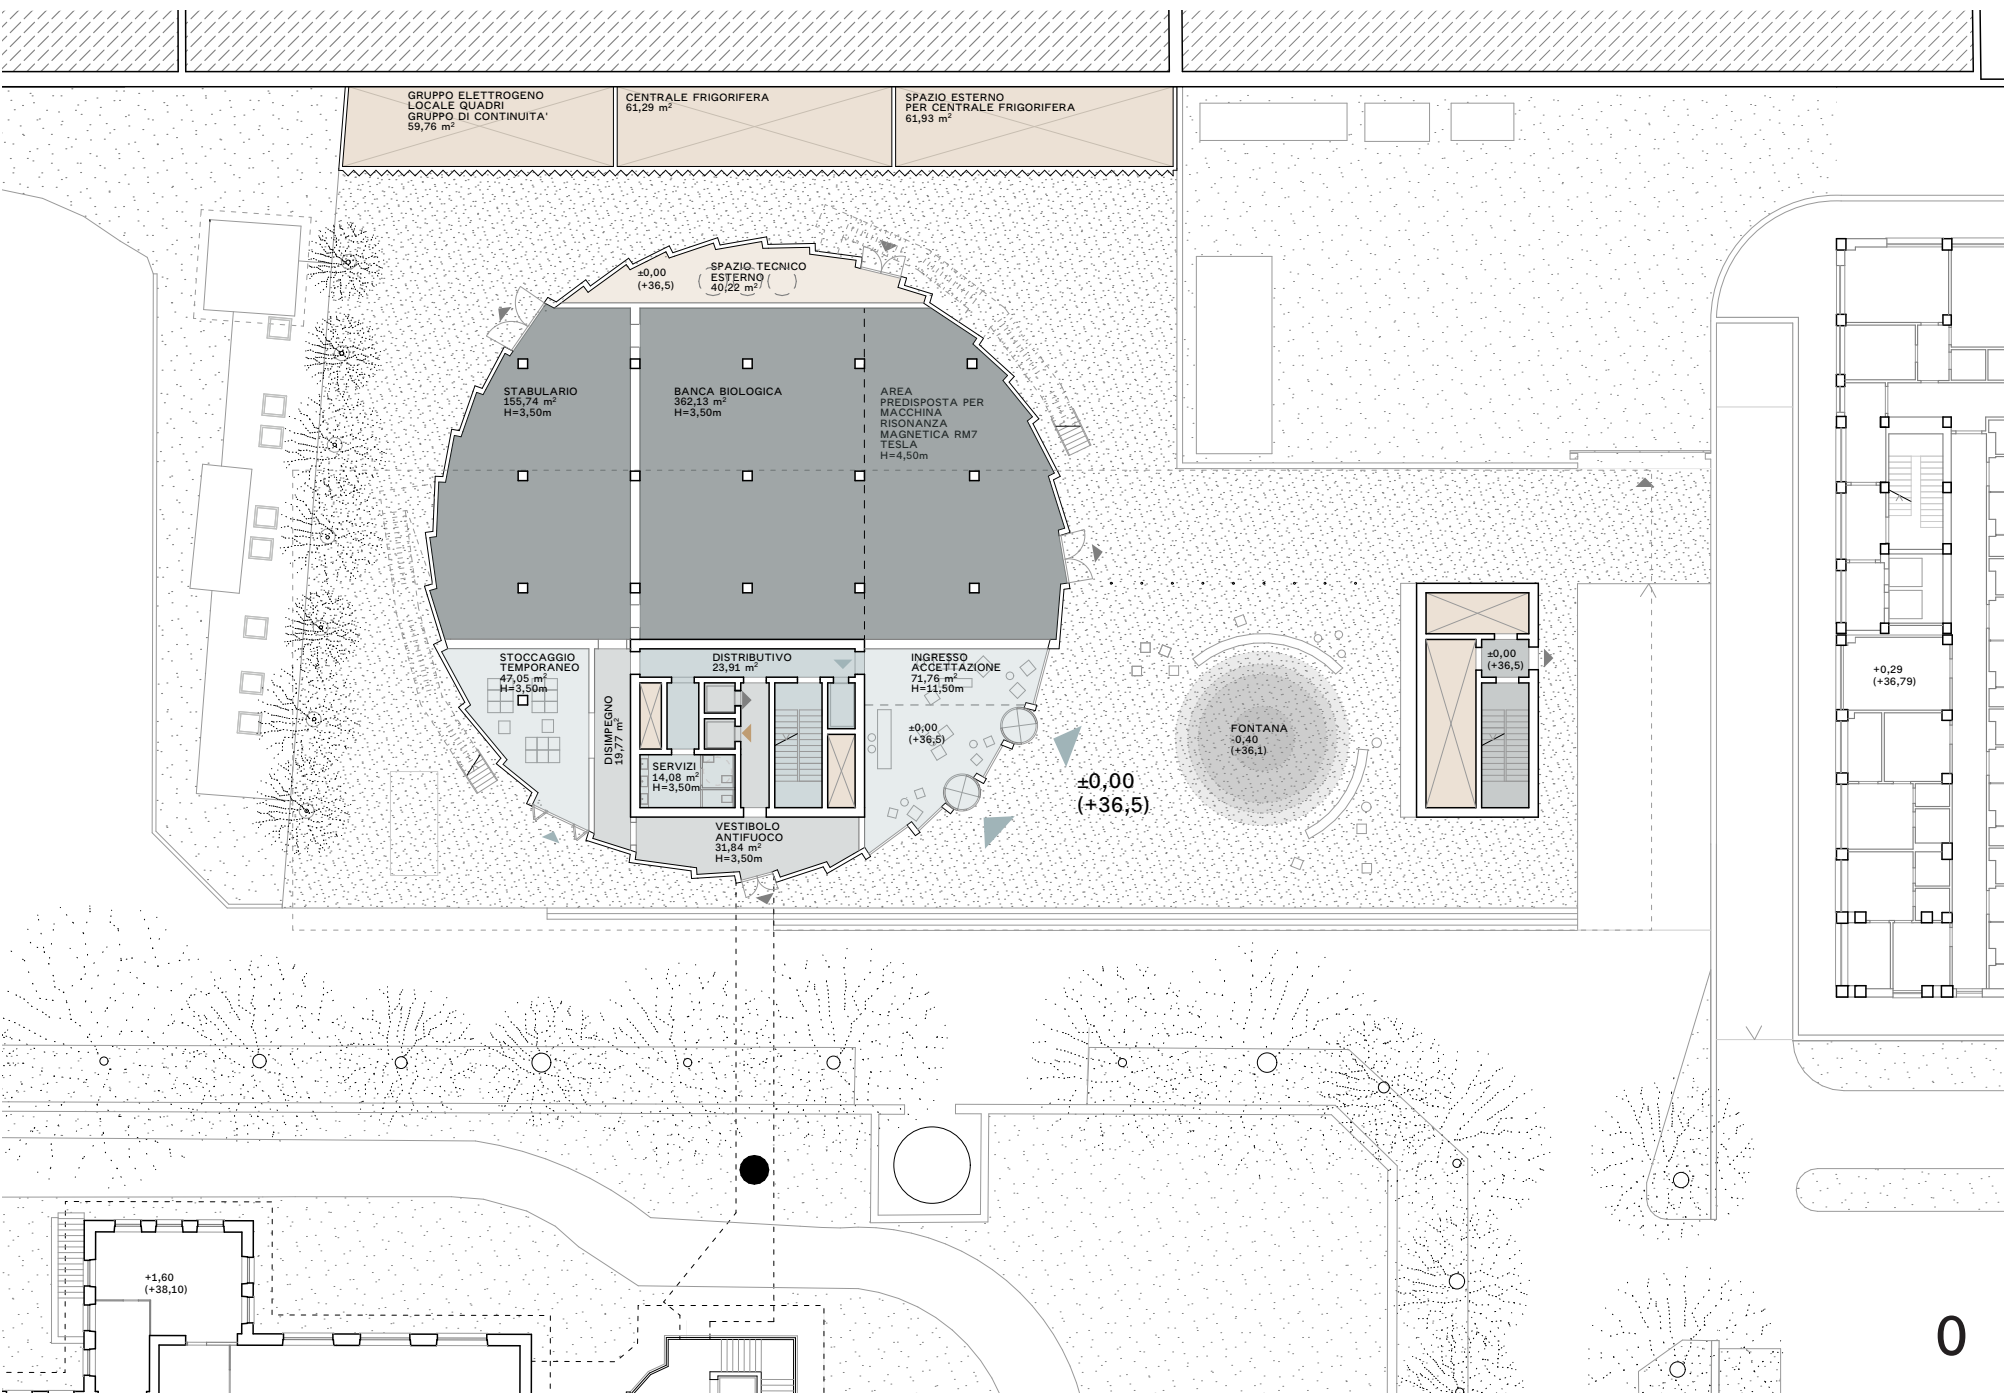 GRUPPO ELETTROGENO
LOCALE QUADRI
GRUPPO DI CONTINUITA'
59,76 m²
CENTRALE FRIGORIFERA
61,29 m²
SPAZIO ESTERNO
PER CENTRALE FRIGORIFERA
61,93 m²
±0,00
(+36,5)
SPAZIO TECNICO
ESTERNO
40,22 m²
STABULARIO
155,74 m²
H=3,50m
BANCA BIOLOGICA
362,13 m²
H=3,50m
AREA
PREDISPOSTA PER
MACCHINA
RISONANZA
MAGNETICA RM7
TESLA
H=4,50m
STOCCAGGIO
TEMPORANEO
47,05 m²
H=3,50m
DISIMPEGNO
19,77 m²
DISTRIBUTIVO
23,91 m²
INGRESSO
ACCETTAZIONE
71,76 m²
H=11,50m
±0,00
(+36,5)
SERVIZI
14,08 m²
H=3,50m
VESTIBOLO
ANTIFUOCO
31,84 m²
H=3,50m
±0,00
(+36,5)
FONTANA
-0,40
(+36,1)
±0,00
(+36,5)
+0,29
(+36,79)
+1,60
(+38,10)
0